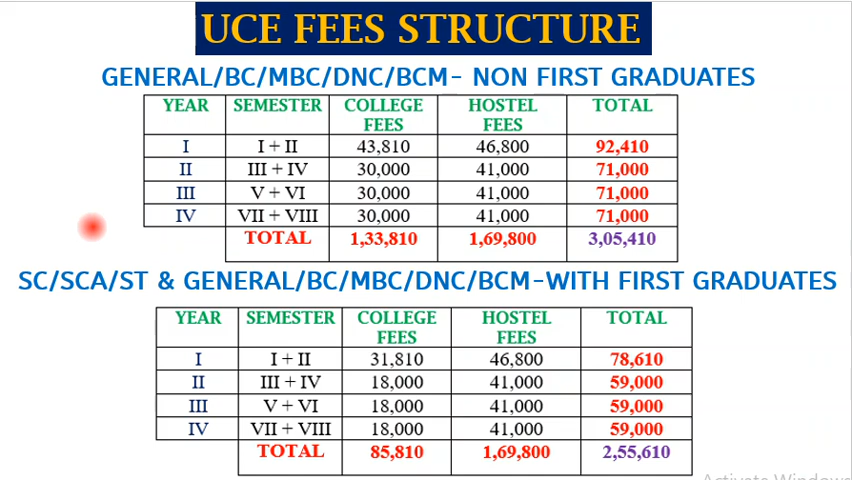 UCE FEES STRUCTURE
GENERAL/BC/MBC/DNC/BCM- NON FIRST GRADUATES
YEAR SEMESTER COLLEGE FEES HOSTEL FEES TOTAL
I I + II 43,810 46,800 92,410
II III + IV 30,000 41,000 71,000
III V + VI 30,000 41,000 71,000
IV VII + VIII 30,000 41,000 71,000
TOTAL 1,33,810 1,69,800 3,05,410
SC/SCA/ST & GENERAL/BC/MBC/DNC/BCM-WITH FIRST GRADUATES
YEAR SEMESTER COLLEGE FEES HOSTEL FEES TOTAL
I I + II 31,810 46,800 78,610
II III + IV 18,000 41,000 59,000
III V + VI 18,000 41,000 59,000
IV VII + VIII 18,000 41,000 59,000
TOTAL 85,810 1,69,800 2,55,610
Activate Windows